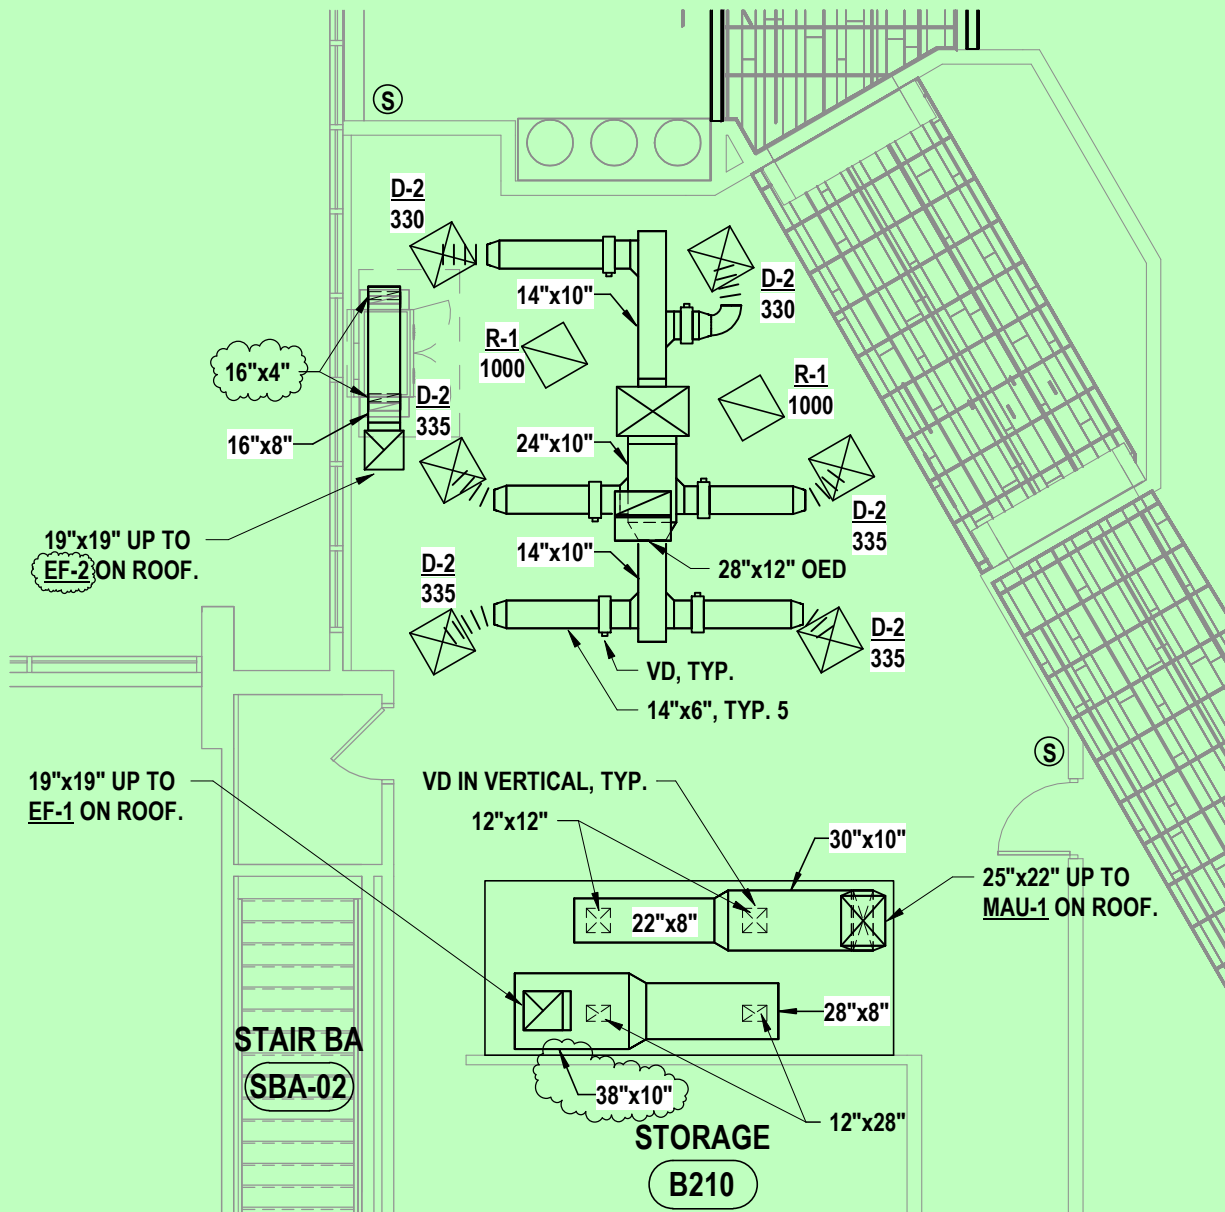 S
D-2
330
D-2
330
14"x10"
R-1
1000
R-1
1000
16"x4"
D-2
335
16"x8"
24"x10"
19"x19" UP TO
EF-2 ON ROOF.
D-2
335
14"x10"
28"x12" OED
D-2
335
D-2
335
VD, TYP.
14"x6", TYP. 5
S
19"x19" UP TO
EF-1 ON ROOF.
VD IN VERTICAL, TYP.
12"x12"
30"x10"
25"x22" UP TO
MAU-1 ON ROOF.
22"x8"
28"x8"
STAIR BA
SBA-02
38"x10"
12"x28"
STORAGE
B210